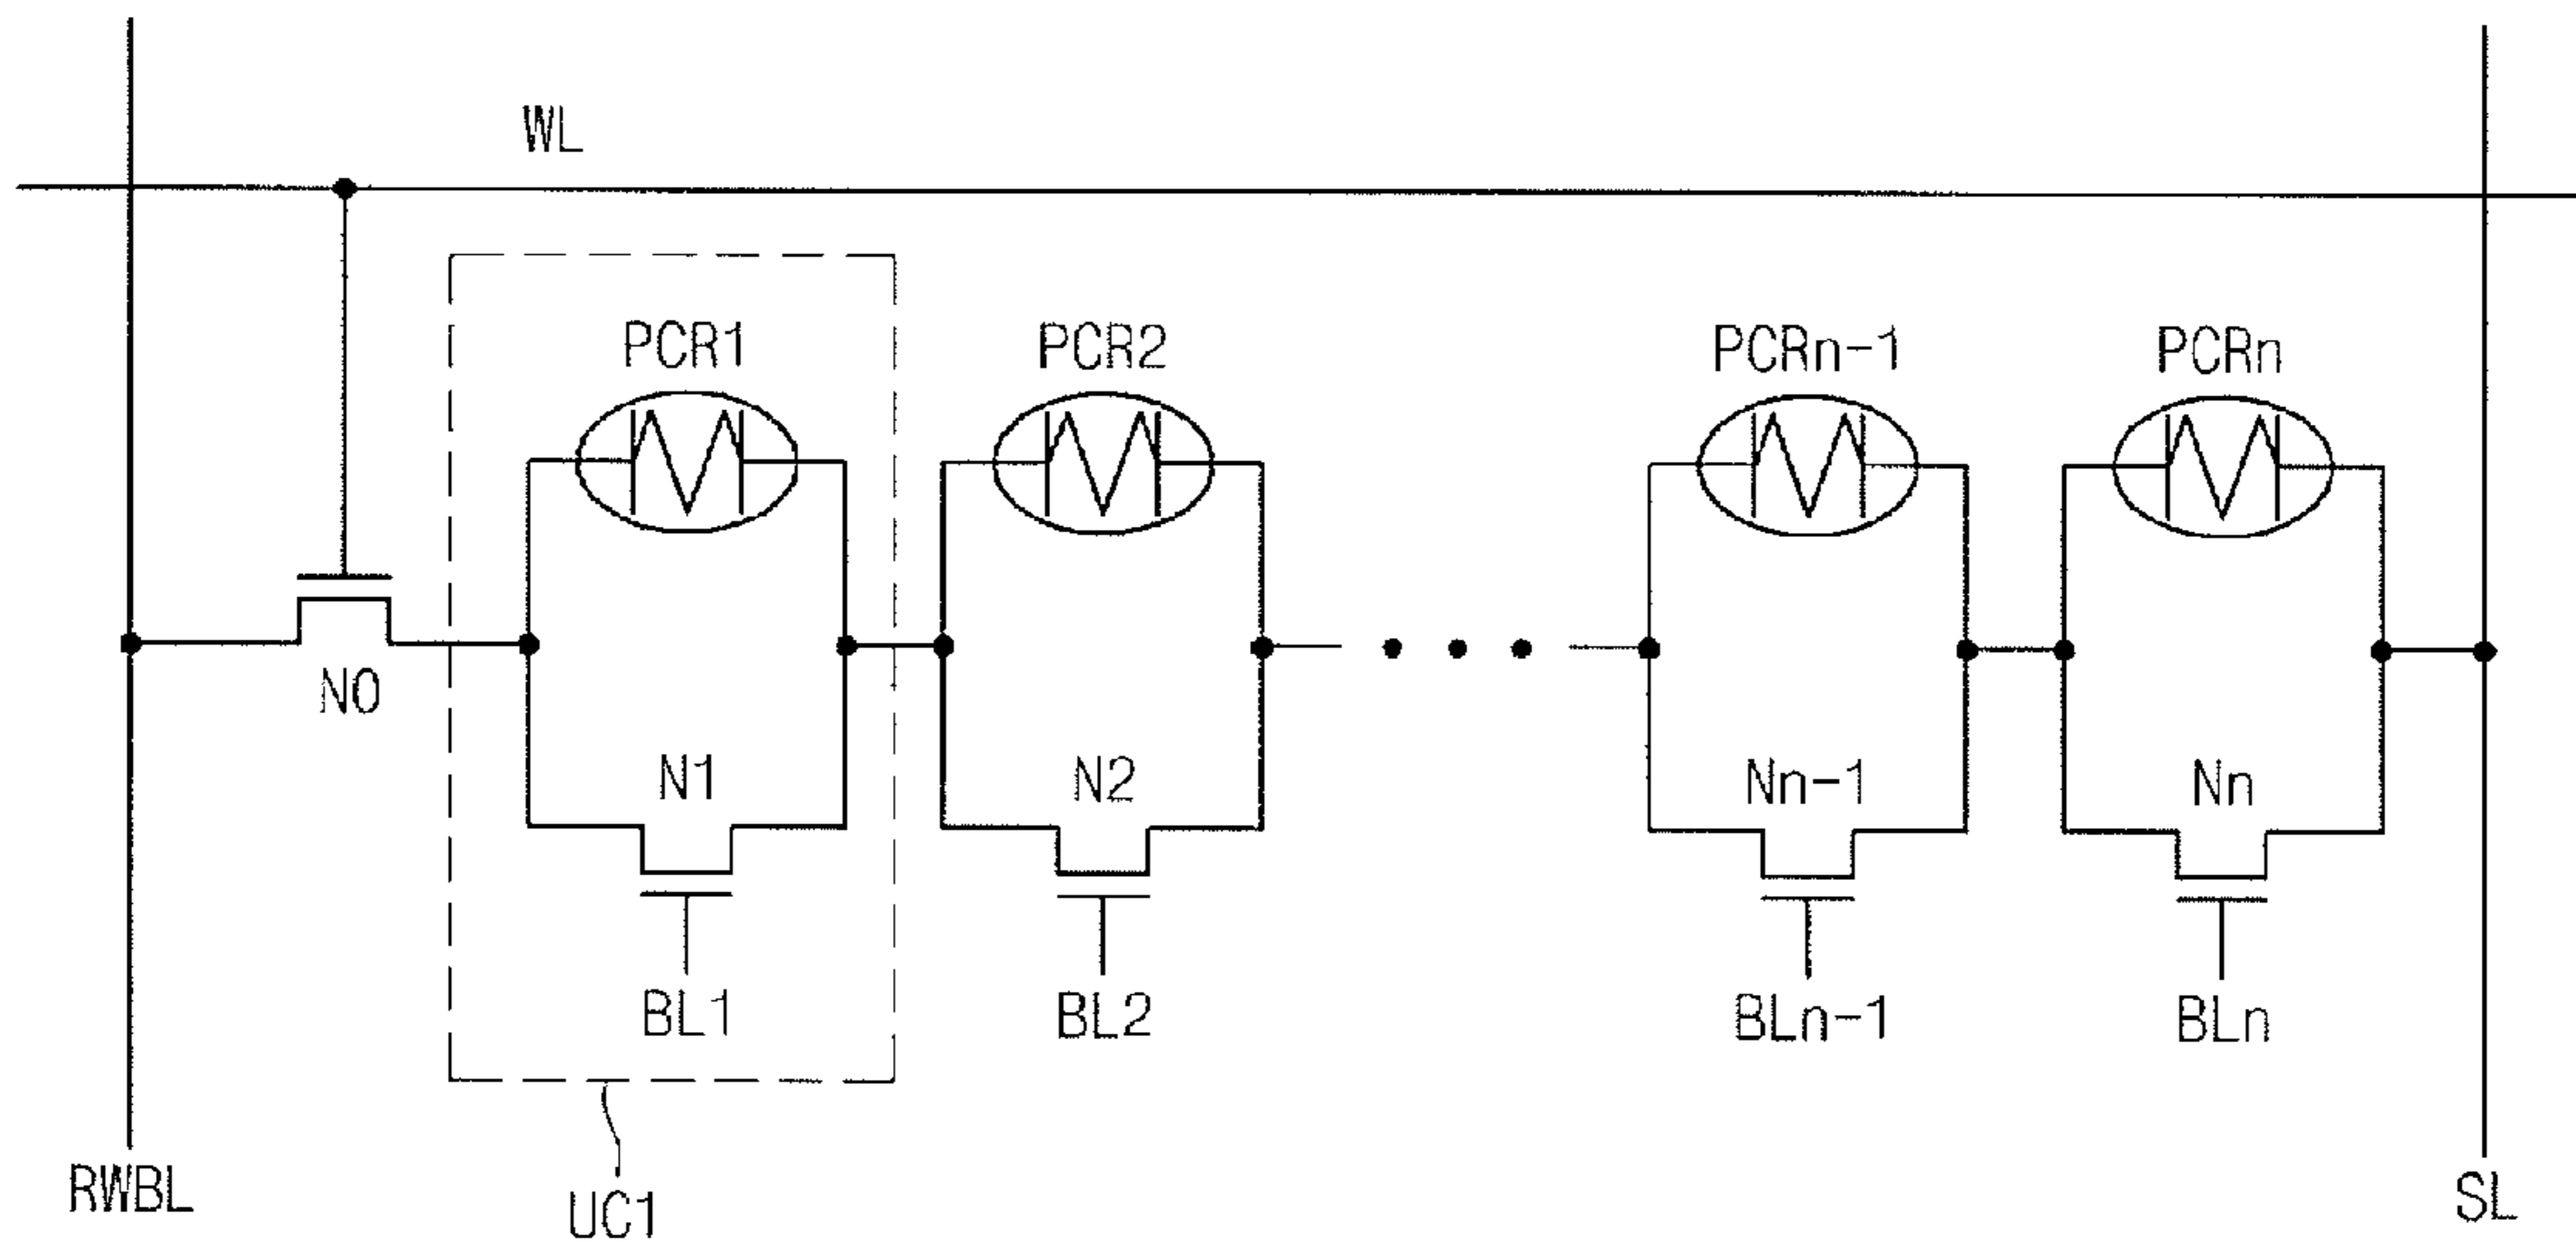 WL
PCR1
PCR2
PCRn-1
PCRn
N0
N1
N2
Nn-1
Nn
BL1
BL2
BLn-1
BLn
RWBL
UC1
SL